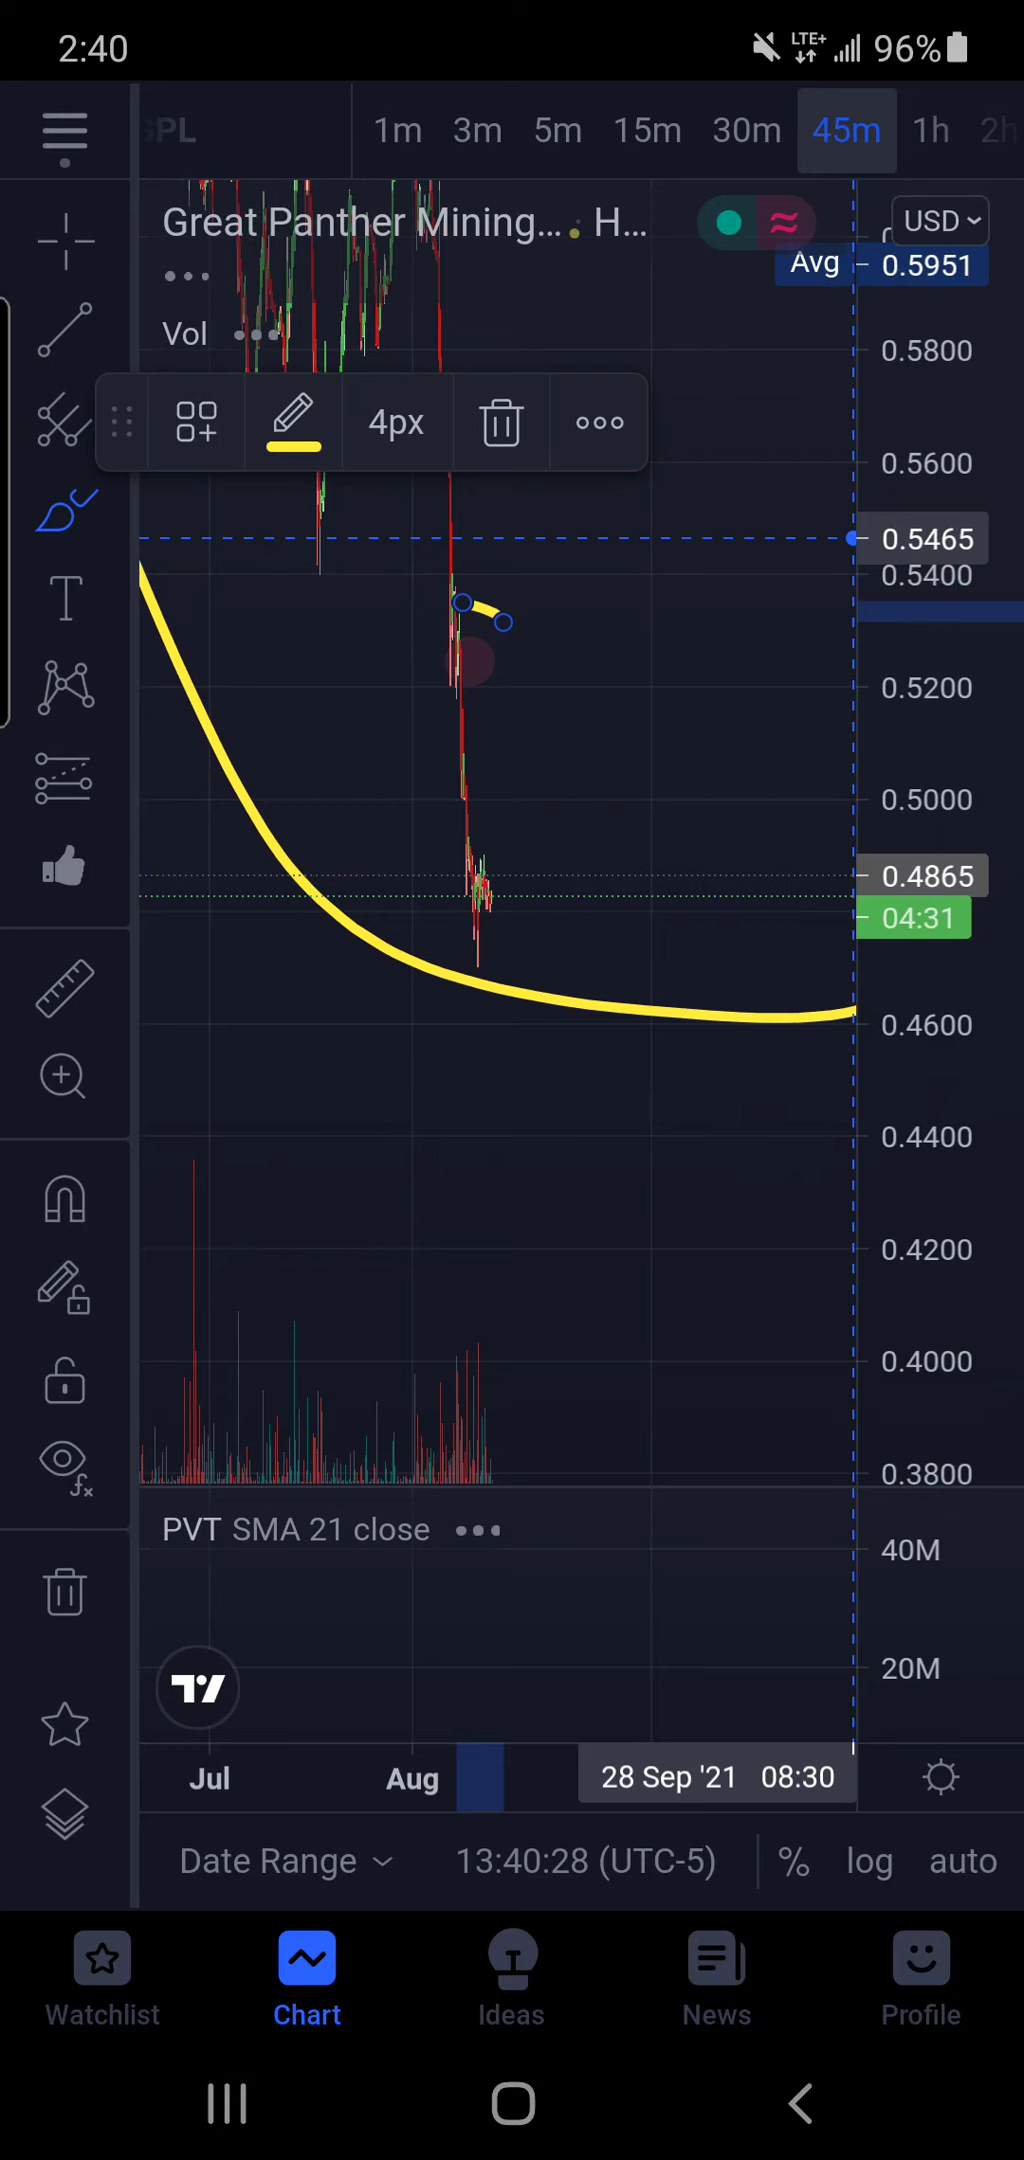 2:40 LTE+ 96%
GPL 1m 3m 5m 15m 30m 45m 1h 2h
Great Panther Mining... H... USD
Avg 0.5951
Vol
0.5800
4px
0.5600
0.5465
0.5400
0.5200
0.5000
0.4865
04:31
0.4600
0.4400
0.4200
0.4000
0.3800
PVT SMA 21 close
40M
20M
Jul Aug 28 Sep '21 08:30
Date Range 13:40:28 (UTC-5) % log auto
Watchlist Chart Ideas News Profile